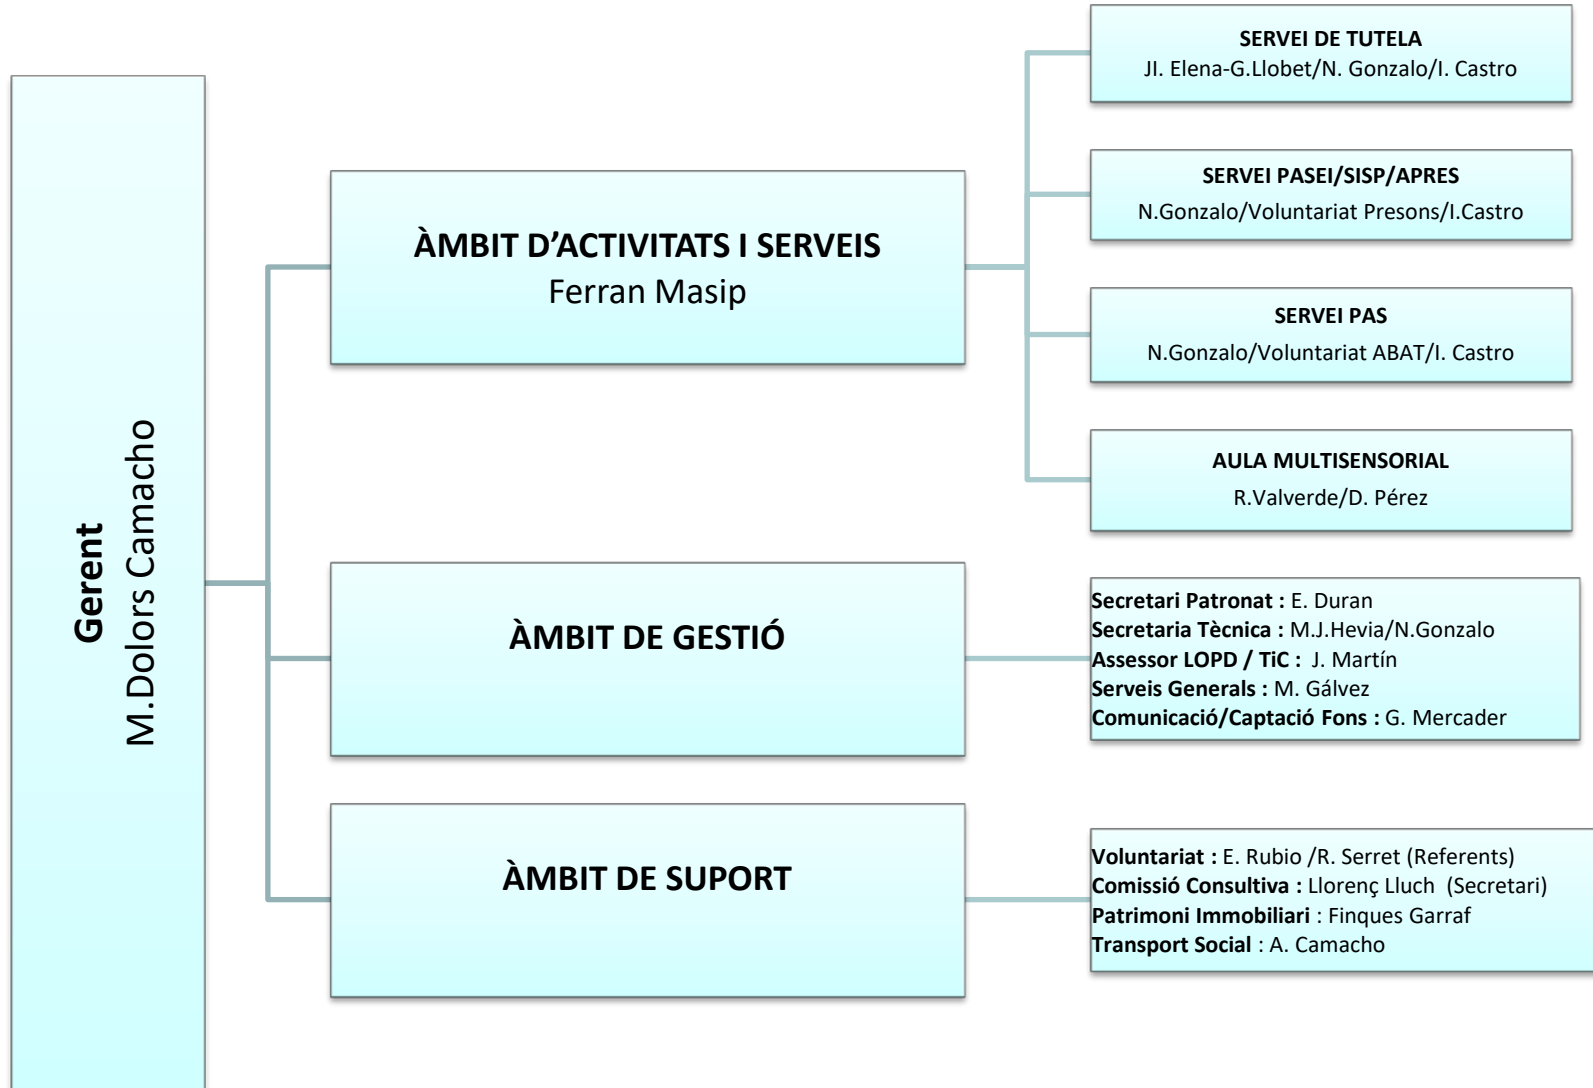 Gerent
M.Dolors Camacho
ÀMBIT D’ACTIVITATS I SERVEIS
Ferran Masip
SERVEI DE TUTELA
JI. Elena-G.Llobet/N. Gonzalo/I. Castro
SERVEI PASEI/SISP/APRES
N.Gonzalo/Voluntariat Presons/I.Castro
SERVEI PAS
N.Gonzalo/Voluntariat ABAT/I. Castro
AULA MULTISENSORIAL
R.Valverde/D. Pérez
ÀMBIT DE GESTIÓ
Secretari Patronat : E. Duran
Secretaria Tècnica : M.J.Hevia/N.Gonzalo
Assessor LOPD / TiC : J. Martín
Serveis Generals : M. Gálvez
Comunicació/Captació Fons : G. Mercader
ÀMBIT DE SUPORT
Voluntariat : E. Rubio /R. Serret (Referents)
Comissió Consultiva : Llorenç Lluch (Secretari)
Patrimoni Immobiliari : Finques Garraf
Transport Social : A. Camacho